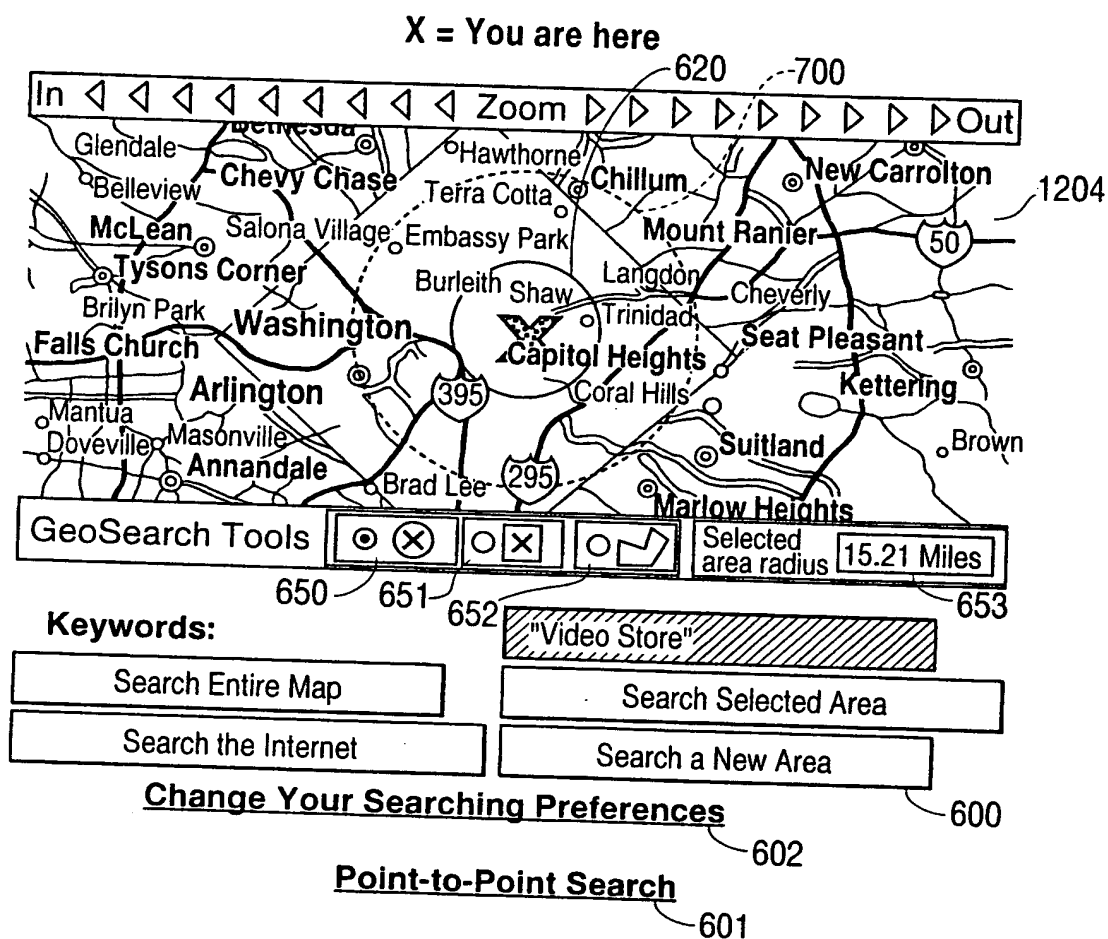 X = You are here
620
700
In Zoom Out
Bethesda
Glendale
Hawthorne
Chevy Chase
Chillum
New Carrolton
Belleview
Terra Cotta
1204
McLean
Salona Village
Embassy Park
Mount Ranier
50
Tysons Corner
Burleith
Shaw
Langdon
Cheverly
Brilyn Park
Washington
Trinidad
Falls Church
Capitol Heights
Seat Pleasant
Arlington
395
Coral Hills
Kettering
Mantua
Doveville
Masonville
Suitland
Brown
Annandale
Brad Lee
295
Marlow Heights
GeoSearch Tools
Selected
area radius
15.21 Miles
650
651
652
653
Keywords:
"Video Store"
Search Entire Map
Search Selected Area
Search the Internet
Search a New Area
600
Change Your Searching Preferences
602
Point-to-Point Search
601